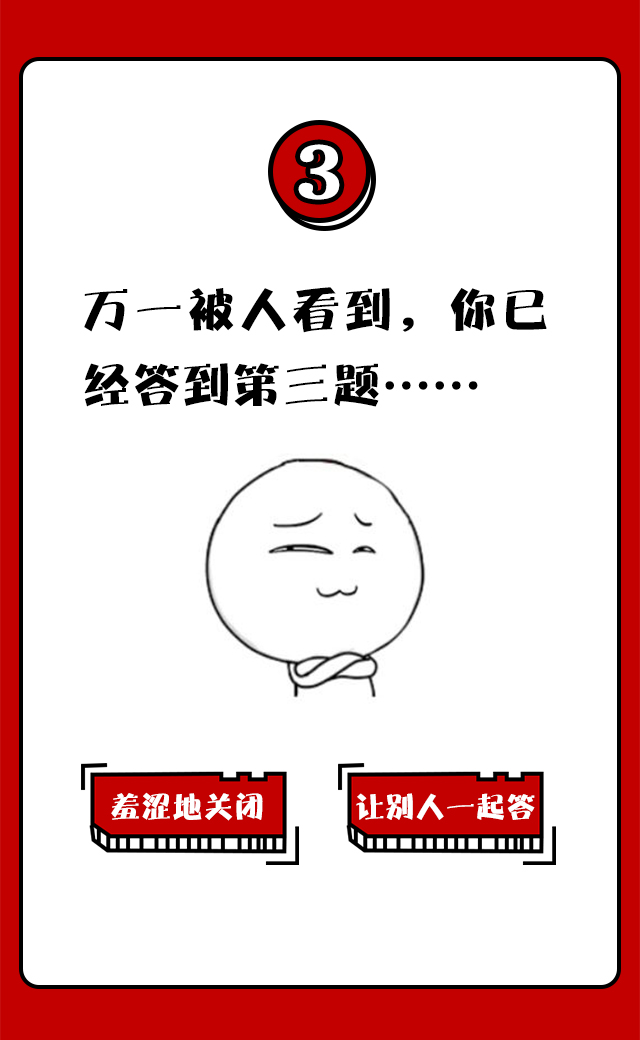 3
万一被人看到，你已
经答到第三题……
羞涩地关闭
让别人一起答